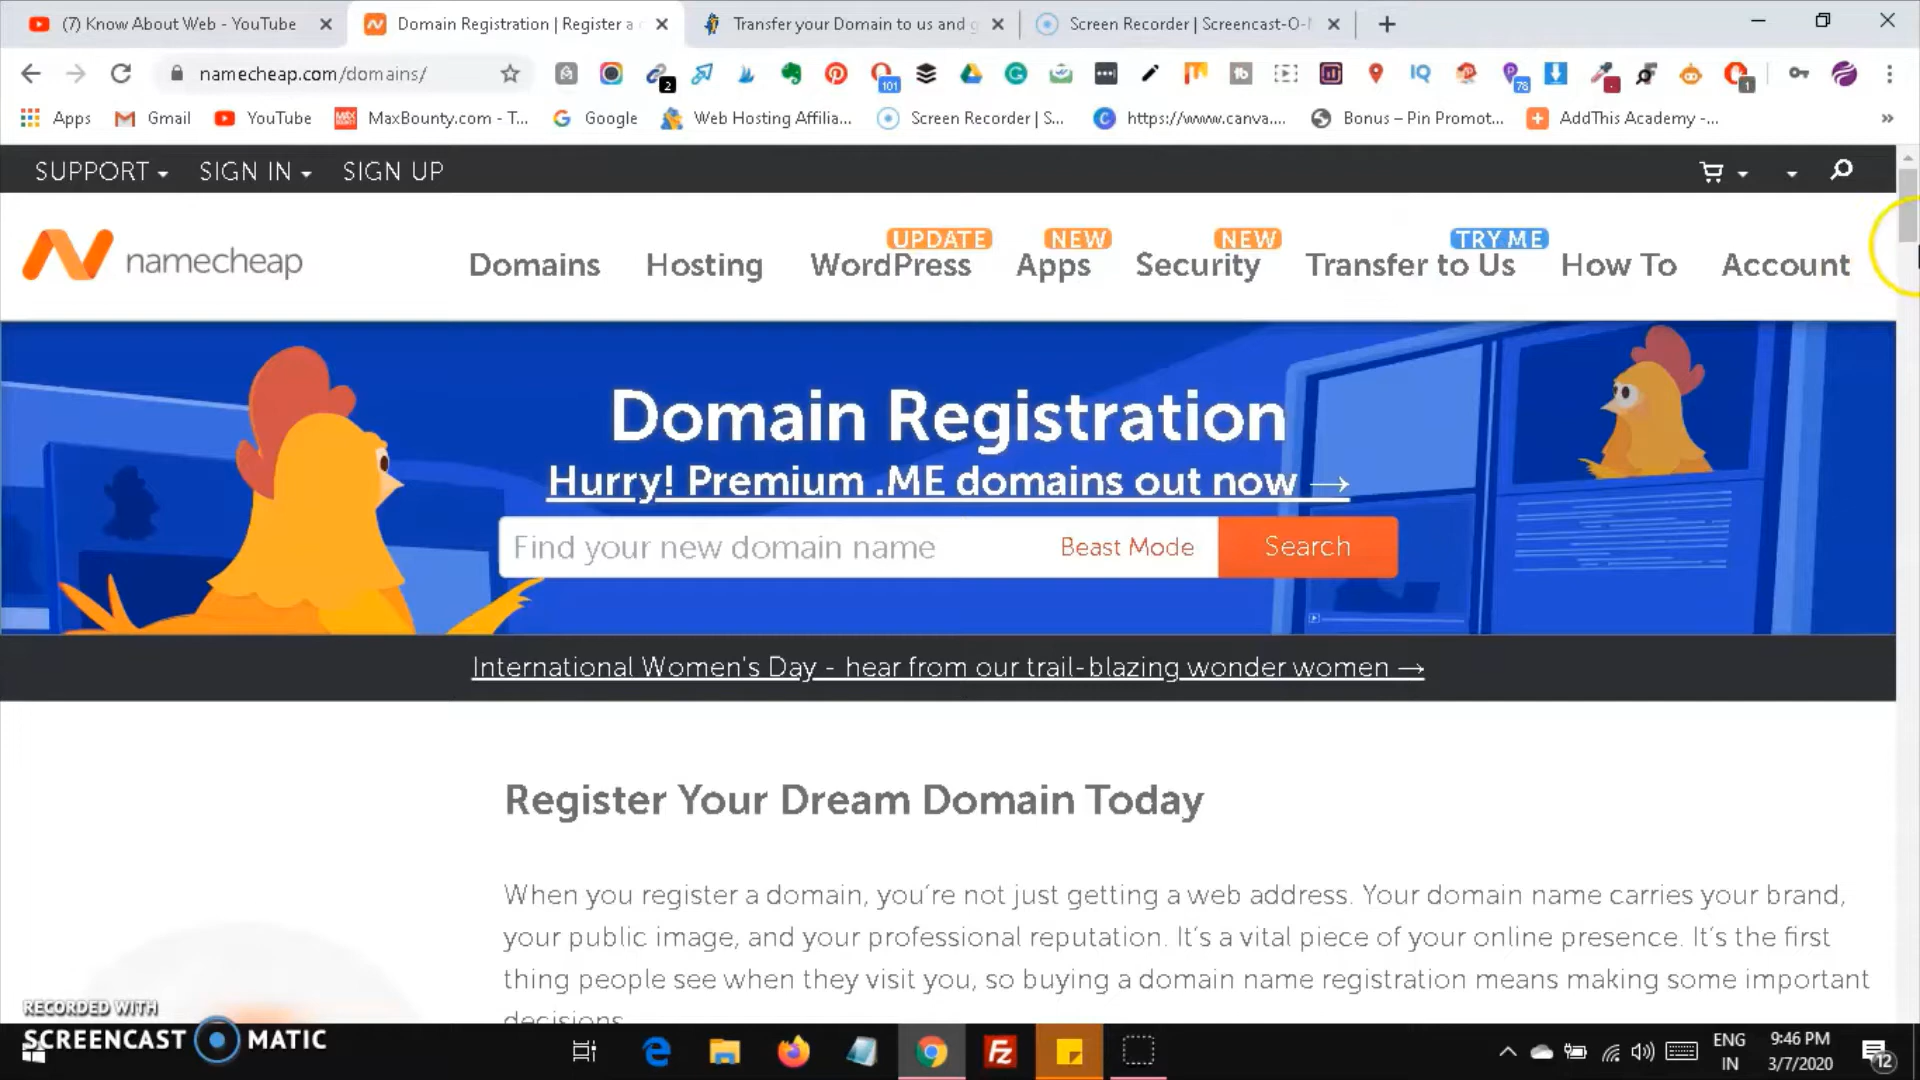 (7) Know About Web - YouTube
Domain Registration | Register a
Transfer your Domain to us and
Screen Recorder | Screencast-O-
namecheap.com/domains/
2
101
78
1
Apps
Gmail
YouTube
MaxBounty.com - T...
Google
Web Hosting Affilia...
Screen Recorder | S...
https://www.canva....
Bonus – Pin Promot...
AddThis Academy -...
SUPPORT
SIGN IN
SIGN UP
namecheap
Domains
Hosting
UPDATE
WordPress
NEW
Apps
NEW
Security
TRY ME
Transfer to Us
How To
Account
Domain Registration
Hurry! Premium .ME domains out now →
Find your new domain name
Beast Mode
Search
International Women's Day - hear from our trail-blazing wonder women →
Register Your Dream Domain Today
When you register a domain, you’re not just getting a web address. Your domain name carries your brand,
your public image, and your professional reputation. It’s a vital piece of your online presence. It’s the first
thing people see when they visit you, so buying a domain name registration means making some important
decisions.
RECORDED WITH
SCREENCAST MATIC
ENG
IN
9:46 PM
3/7/2020
12